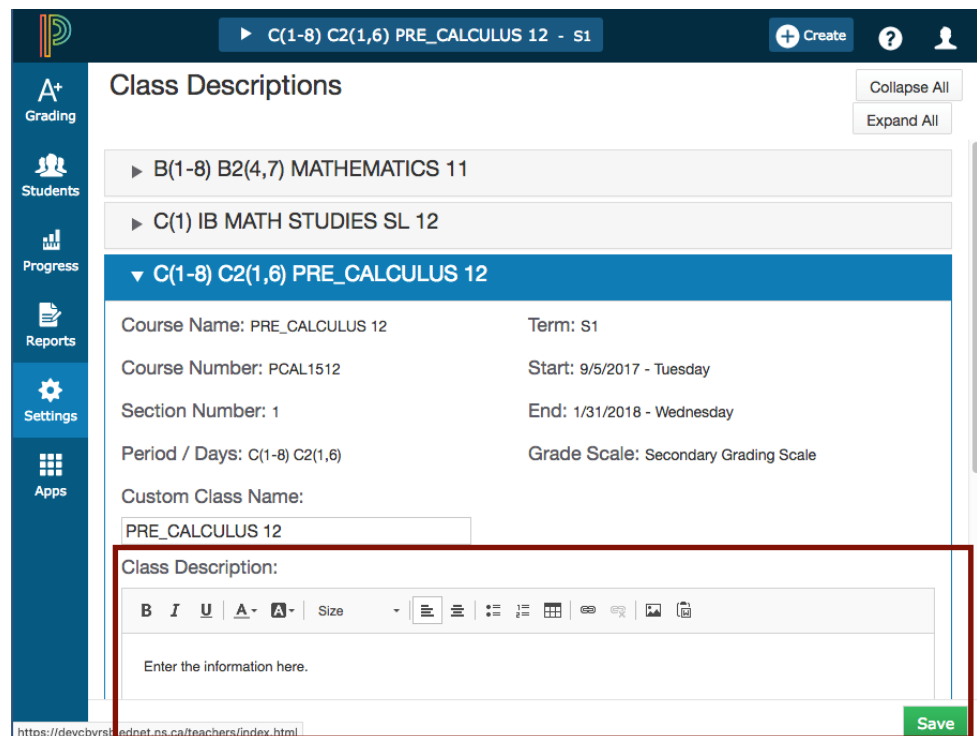 C(1-8) C2(1,6) PRE_CALCULUS 12 - S1
Create
?
A+
Grading
Students
Progress
Reports
Settings
Apps
Class Descriptions
Collapse All
Expand All
B(1-8) B2(4,7) MATHEMATICS 11
C(1) IB MATH STUDIES SL 12
C(1-8) C2(1,6) PRE_CALCULUS 12
Course Name: PRE_CALCULUS 12
Term: S1
Course Number: PCAL1512
Start: 9/5/2017 - Tuesday
Section Number: 1
End: 1/31/2018 - Wednesday
Period / Days: C(1-8) C2(1,6)
Grade Scale: Secondary Grading Scale
Custom Class Name:
PRE_CALCULUS 12
Class Description:
B I U A A Size
Enter the information here.
Save